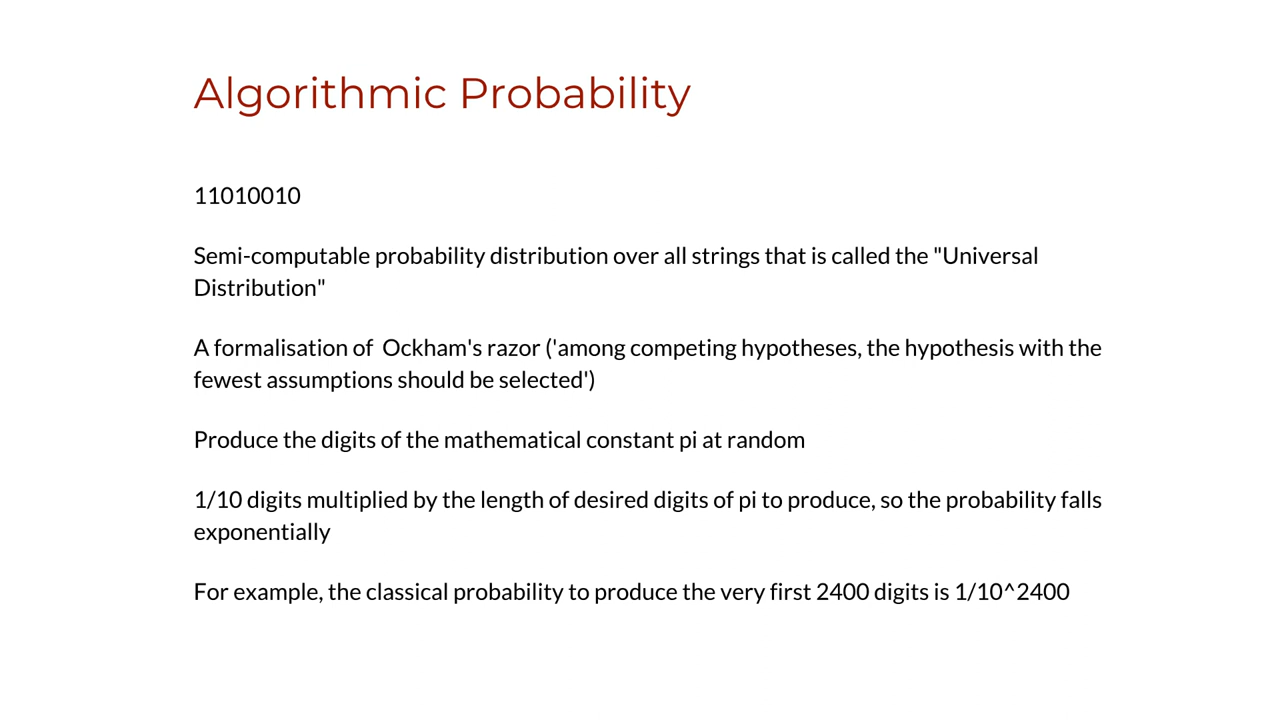 Algorithmic Probability
11010010
Semi-computable probability distribution over all strings that is called the "Universal
Distribution"
A formalisation of  Ockham's razor ('among competing hypotheses, the hypothesis with the
fewest assumptions should be selected')
Produce the digits of the mathematical constant pi at random
1/10 digits multiplied by the length of desired digits of pi to produce, so the probability falls
exponentially
For example, the classical probability to produce the very first 2400 digits is 1/10^2400